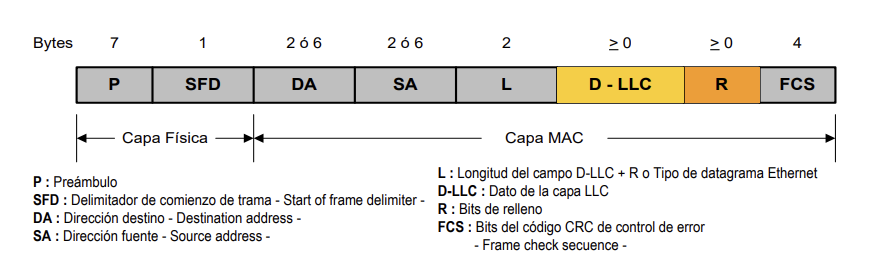 Bytes 7 1 2 ó 6 2 ó 6 2 ≥ 0 ≥ 0 4
P SFD DA SA L D - LLC R FCS
Capa Física Capa MAC
P : Preámbulo
SFD : Delimitador de comienzo de trama - Start of frame delimiter -
DA : Dirección destino - Destination address -
SA : Dirección fuente - Source address -
L : Longitud del campo D-LLC + R o Tipo de datagrama Ethernet
D-LLC : Dato de la capa LLC
R : Bits de relleno
FCS : Bits del código CRC de control de error
- Frame check secuence -